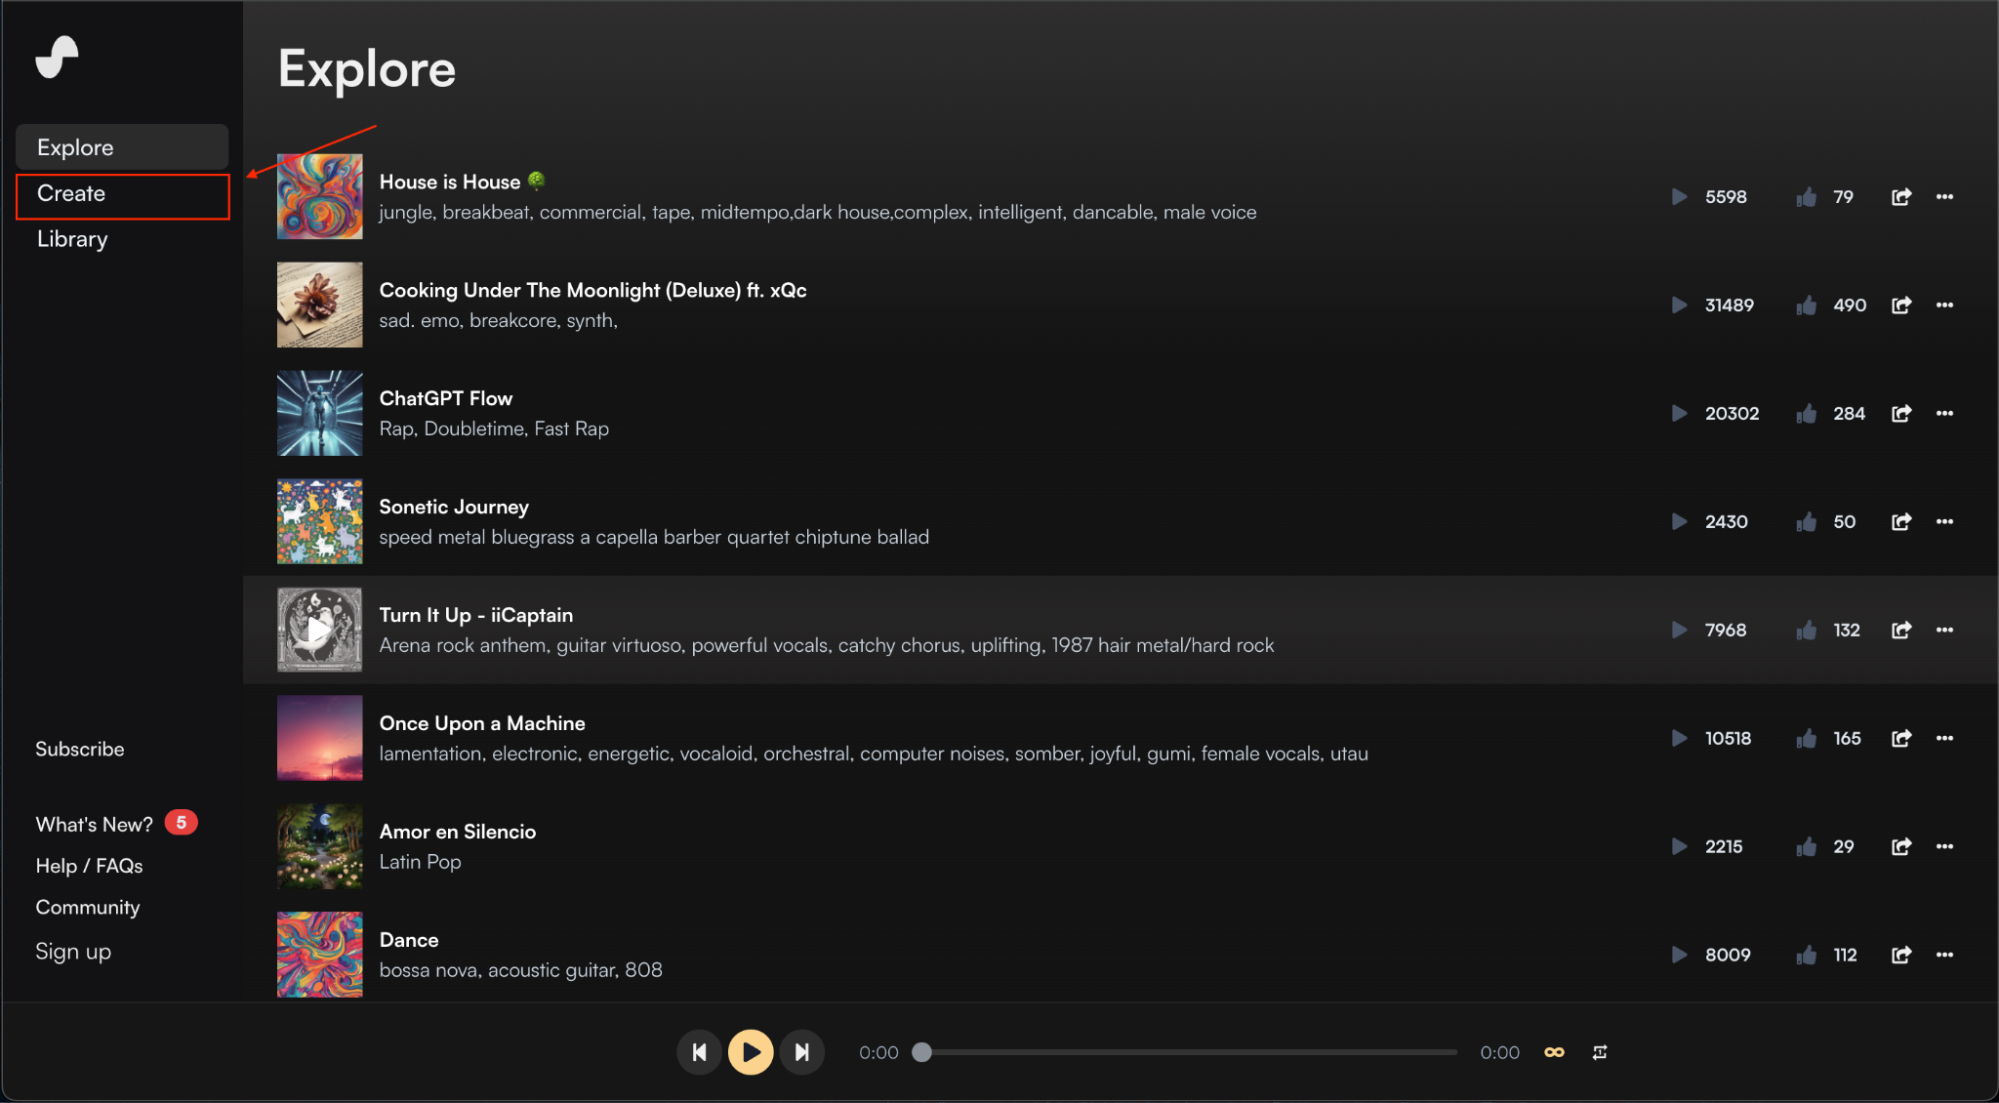 Explore
Explore
Create
Library
House is House
jungle, breakbeat, commercial, tape, midtempo,dark house,complex, intelligent, dancable, male voice
5598
79
Cooking Under The Moonlight (Deluxe) ft. xQc
sad. emo, breakcore, synth,
31489
490
ChatGPT Flow
Rap, Doubletime, Fast Rap
20302
284
Sonetic Journey
speed metal bluegrass a capella barber quartet chiptune ballad
2430
50
Turn It Up - iiCaptain
Arena rock anthem, guitar virtuoso, powerful vocals, catchy chorus, uplifting, 1987 hair metal/hard rock
7968
132
Once Upon a Machine
lamentation, electronic, energetic, vocaloid, orchestral, computer noises, somber, joyful, gumi, female vocals, utau
10518
165
Amor en Silencio
Latin Pop
2215
29
Dance
bossa nova, acoustic guitar, 808
8009
112
Subscribe
What's New? 5
Help / FAQs
Community
Sign up
0:00
0:00